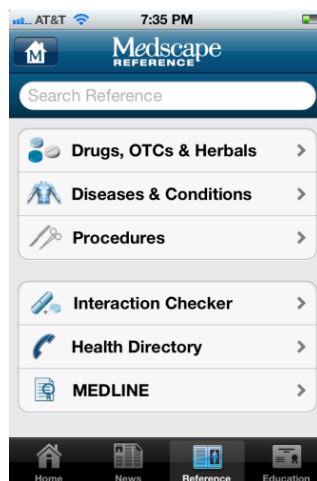 AT&T 7:35 PM
M
Medscape
REFERENCE
Search Reference
Drugs, OTCs & Herbals
Diseases & Conditions
Procedures
Interaction Checker
Health Directory
MEDLINE
Home News Reference Education